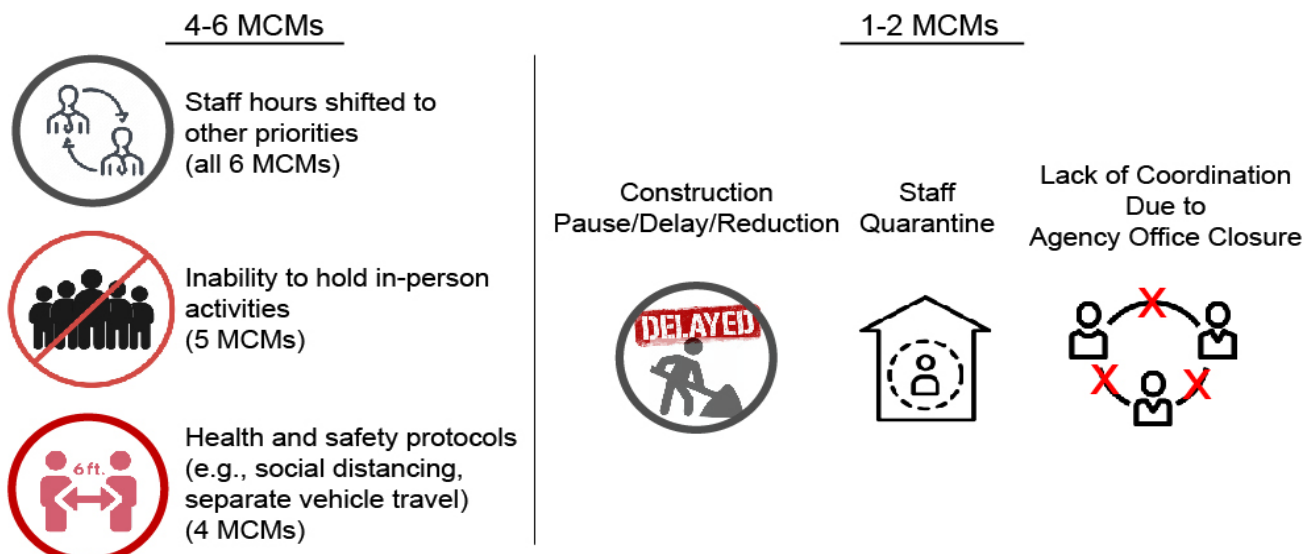 4-6 MCMs
Staff hours shifted to
other priorities
(all 6 MCMs)
Inability to hold in-person
activities
(5 MCMs)
6 ft.
Health and safety protocols
(e.g., social distancing,
separate vehicle travel)
(4 MCMs)
1-2 MCMs
Construction
Pause/Delay/Reduction
DELAYED
Staff
Quarantine
Lack of Coordination
Due to
Agency Office Closure
X
X
X